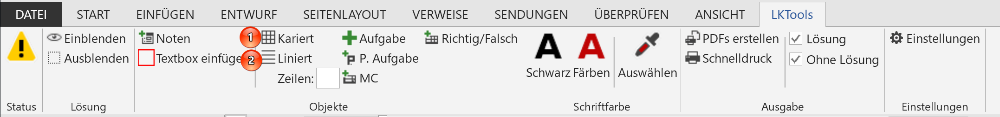 DATEI START EINFÜGEN ENTWURF SEITENLAYOUT VERWEISE SENDUNGEN ÜBERPRÜFEN ANSICHT LKTools
Einblenden Noten 1 Kariert Aufgabe Richtig/Falsch PDFs erstellen Lösung Einstellungen
Ausblenden Textbox einfüge 2 Liniert P. Aufgabe Schnelldruck Ohne Lösung
Schwarz Färben Auswählen
Zeilen: MC
Status Lösung Objekte Schriftfarbe Ausgabe Einstellungen